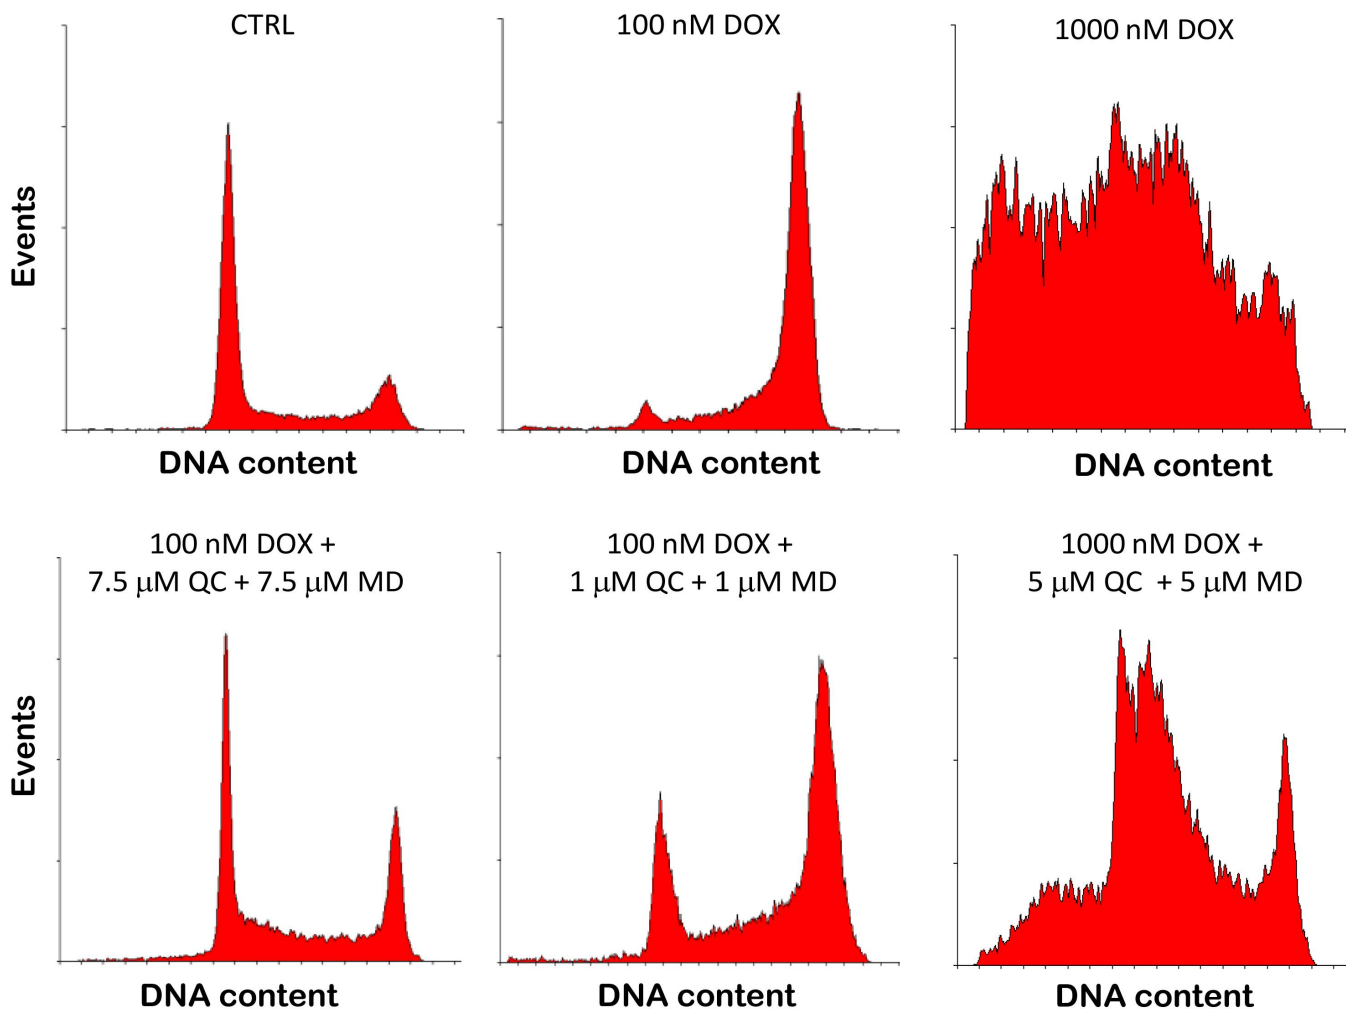 CTRL
100 nM DOX
1000 nM DOX
Events
DNA content
DNA content
DNA content
100 nM DOX +
7.5 μM QC + 7.5 μM MD
100 nM DOX +
1 μM QC + 1 μM MD
1000 nM DOX +
5 μM QC + 5 μM MD
Events
DNA content
DNA content
DNA content